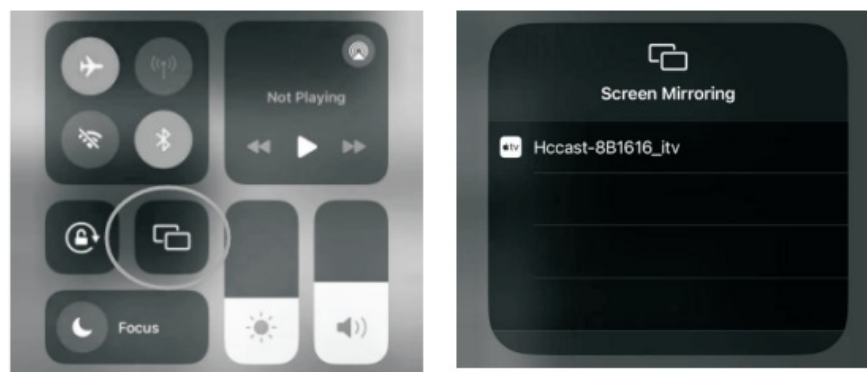 Not Playing
Focus
Screen Mirroring
tv Hccast-8B1616_itv